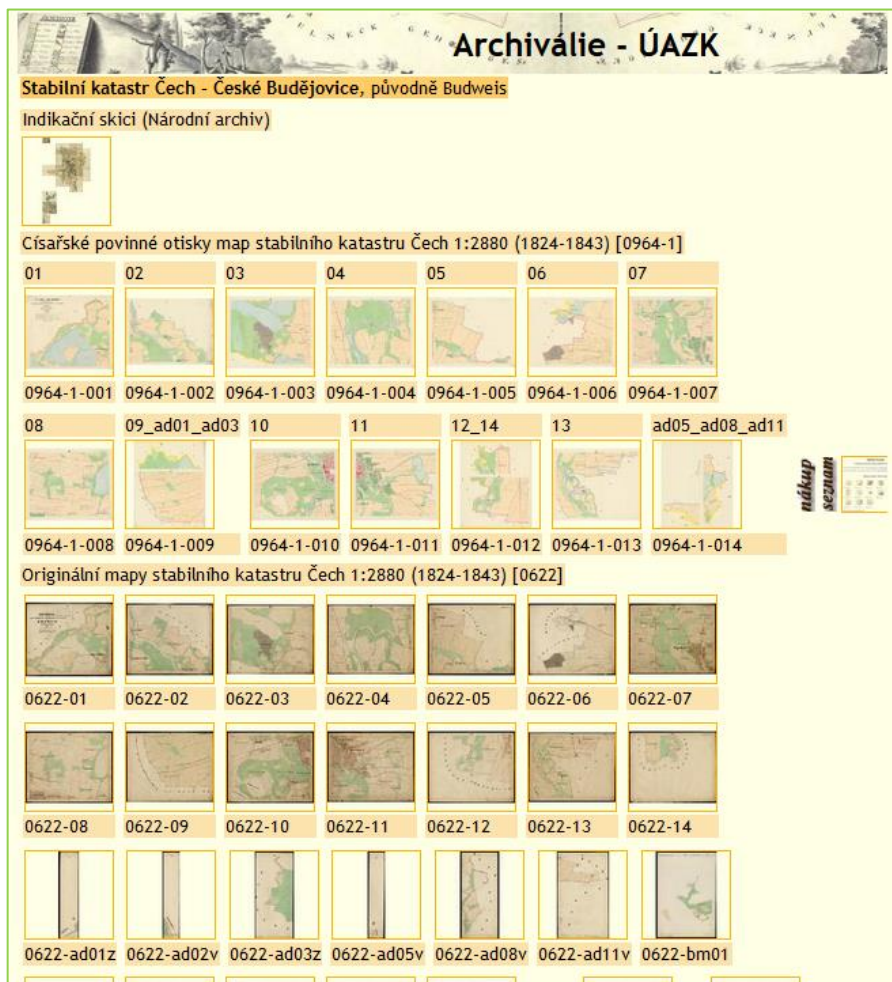 Archiválie - ÚAZK
Stabilní katastr Čech - České Budějovice, původně Budweis
Indikační skici (Národní archiv)
Císařské povinné otisky map stabilního katastru Čech 1:2880 (1824-1843) [0964-1]
01 02 03 04 05 06 07
0964-1-001 0964-1-002 0964-1-003 0964-1-004 0964-1-005 0964-1-006 0964-1-007
08 09_ad01_ad03 10 11 12_14 13 ad05_ad08_ad11
nákup
seznam
0964-1-008 0964-1-009 0964-1-010 0964-1-011 0964-1-012 0964-1-013 0964-1-014
Originální mapy stabilního katastru Čech 1:2880 (1824-1843) [0622]
0622-01 0622-02 0622-03 0622-04 0622-05 0622-06 0622-07
0622-08 0622-09 0622-10 0622-11 0622-12 0622-13 0622-14
0622-ad01z 0622-ad02v 0622-ad03z 0622-ad05v 0622-ad08v 0622-ad11v 0622-bm01